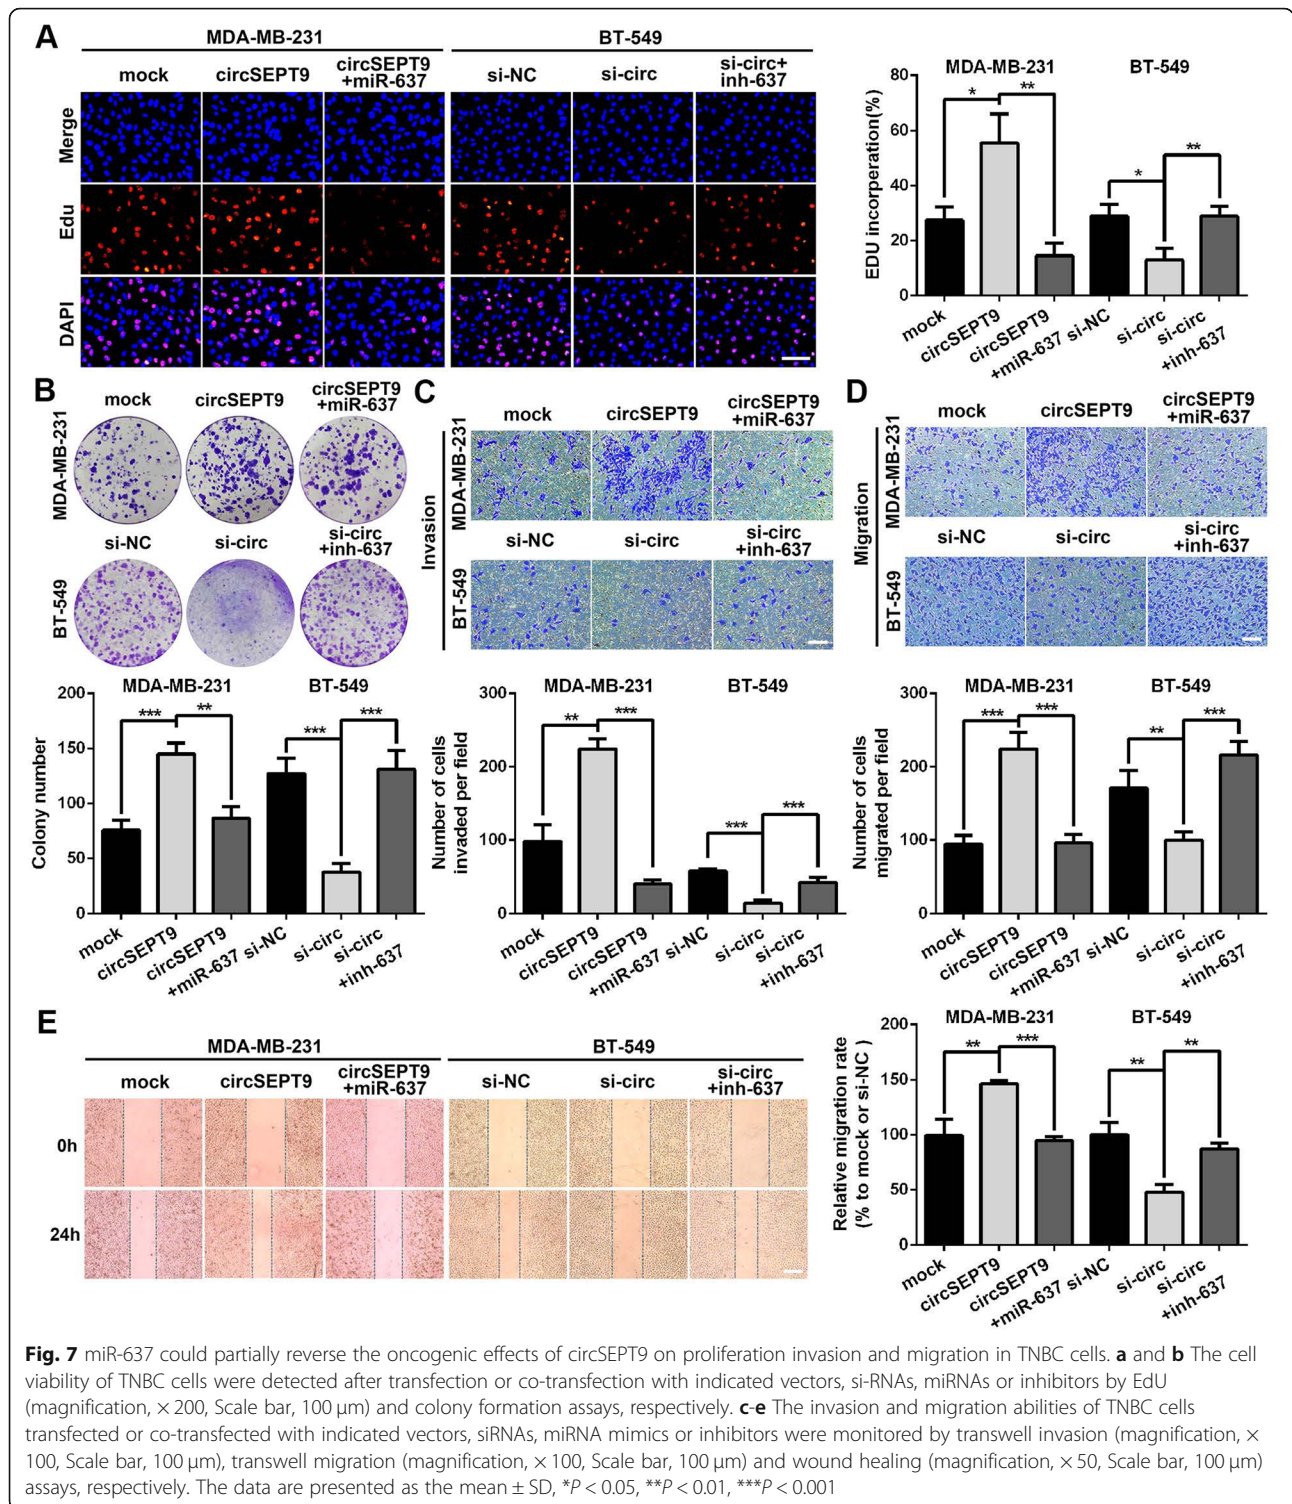 A
MDA-MB-231
BT-549
mock
circSEPT9
circSEPT9
+miR-637
si-NC
si-circ
si-circ+
inh-637
Merge
Edu
DAPI
MDA-MB-231
BT-549
EDU incorperation(%)
80
60
40
20
0
*
**
*
**
mock
circSEPT9
circSEPT9
+miR-637
si-NC
si-circ
si-circ
+inh-637
B
mock
circSEPT9
circSEPT9
+miR-637
MDA-MB-231
si-NC
si-circ
si-circ
+inh-637
BT-549
MDA-MB-231
BT-549
Colony number
200
150
100
50
0
***
**
***
***
mock
circSEPT9
circSEPT9
+miR-637
si-NC
si-circ
si-circ
+inh-637
C
Invasion
mock
circSEPT9
circSEPT9
+miR-637
MDA-MB-231
si-NC
si-circ
si-circ
+inh-637
BT-549
MDA-MB-231
BT-549
Number of cells
invaded per field
300
200
100
0
**
***
***
***
mock
circSEPT9
circSEPT9
+miR-637
si-NC
si-circ
si-circ
+inh-637
D
Migration
mock
circSEPT9
circSEPT9
+miR-637
MDA-MB-231
si-NC
si-circ
si-circ
+inh-637
BT-549
MDA-MB-231
BT-549
Number of cells
migrated per field
300
200
100
0
***
***
**
***
mock
circSEPT9
circSEPT9
+miR-637
si-NC
si-circ
si-circ
+inh-637
E
MDA-MB-231
BT-549
mock
circSEPT9
circSEPT9
+miR-637
si-NC
si-circ
si-circ
+inh-637
0h
24h
MDA-MB-231
BT-549
Relative migration rate
(% to mock or si-NC )
200
150
100
50
0
**
***
**
**
mock
circSEPT9
circSEPT9
+miR-637
si-NC
si-circ
si-circ
+inh-637
Fig. 7 miR-637 could partially reverse the oncogenic effects of circSEPT9 on proliferation invasion and migration in TNBC cells. a and b The cell
viability of TNBC cells were detected after transfection or co-transfection with indicated vectors, si-RNAs, miRNAs or inhibitors by EdU
(magnification, × 200, Scale bar, 100 μm) and colony formation assays, respectively. c-e The invasion and migration abilities of TNBC cells
transfected or co-transfected with indicated vectors, siRNAs, miRNA mimics or inhibitors were monitored by transwell invasion (magnification, ×
100, Scale bar, 100 μm), transwell migration (magnification, × 100, Scale bar, 100 μm) and wound healing (magnification, × 50, Scale bar, 100 μm)
assays, respectively. The data are presented as the mean ± SD, *P < 0.05, **P < 0.01, ***P < 0.001